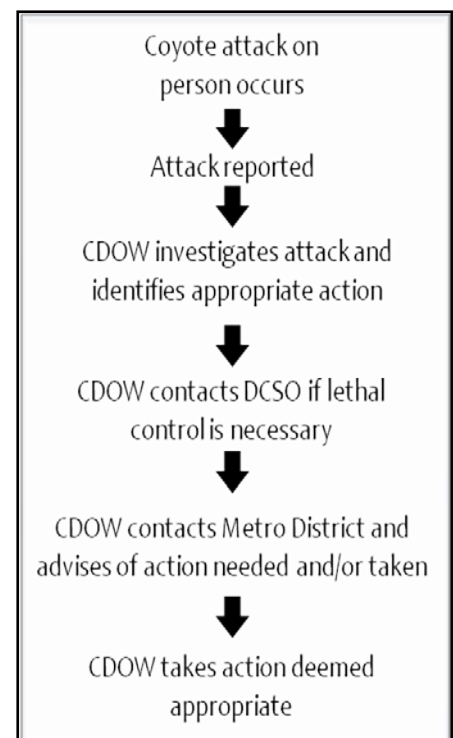 Coyote attack on
person occurs
Attack reported
CDOW investigates attack and
identifies appropriate action
CDOW contacts DCSO if lethal
control is necessary
CDOW contacts Metro District and
advises of action needed and/or taken
CDOW takes action deemed
appropriate